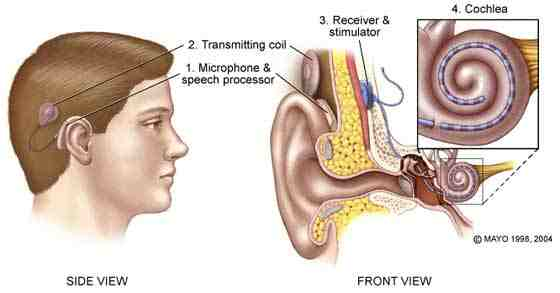 4. Cochlea
3. Receiver &
stimulator
2. Transmitting coil
1. Microphone &
speech processor
© MAYO 1998, 2004
SIDE VIEW
FRONT VIEW